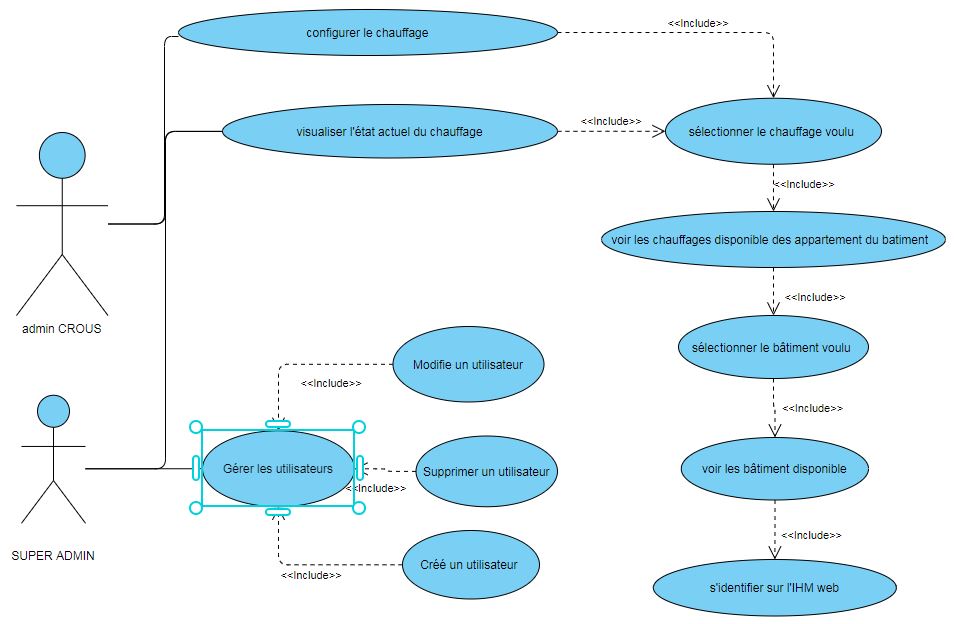 <<Include>>
configurer le chauffage
<<Include>>
visualiser l'état actuel du chauffage
sélectionner le chauffage voulu
<<Include>>
voir les chauffages disponible des appartement du batiment
<<Include>>
admin CROUS
sélectionner le bâtiment voulu
Modifie un utilisateur
<<Include>>
<<Include>>
Gérer les utilisateurs
Supprimer un utilisateur
voir les bâtiment disponible
<<Include>>
<<Include>>
SUPER ADMIN
Créé un utilisateur
<<Include>>
s'identifier sur l'IHM web